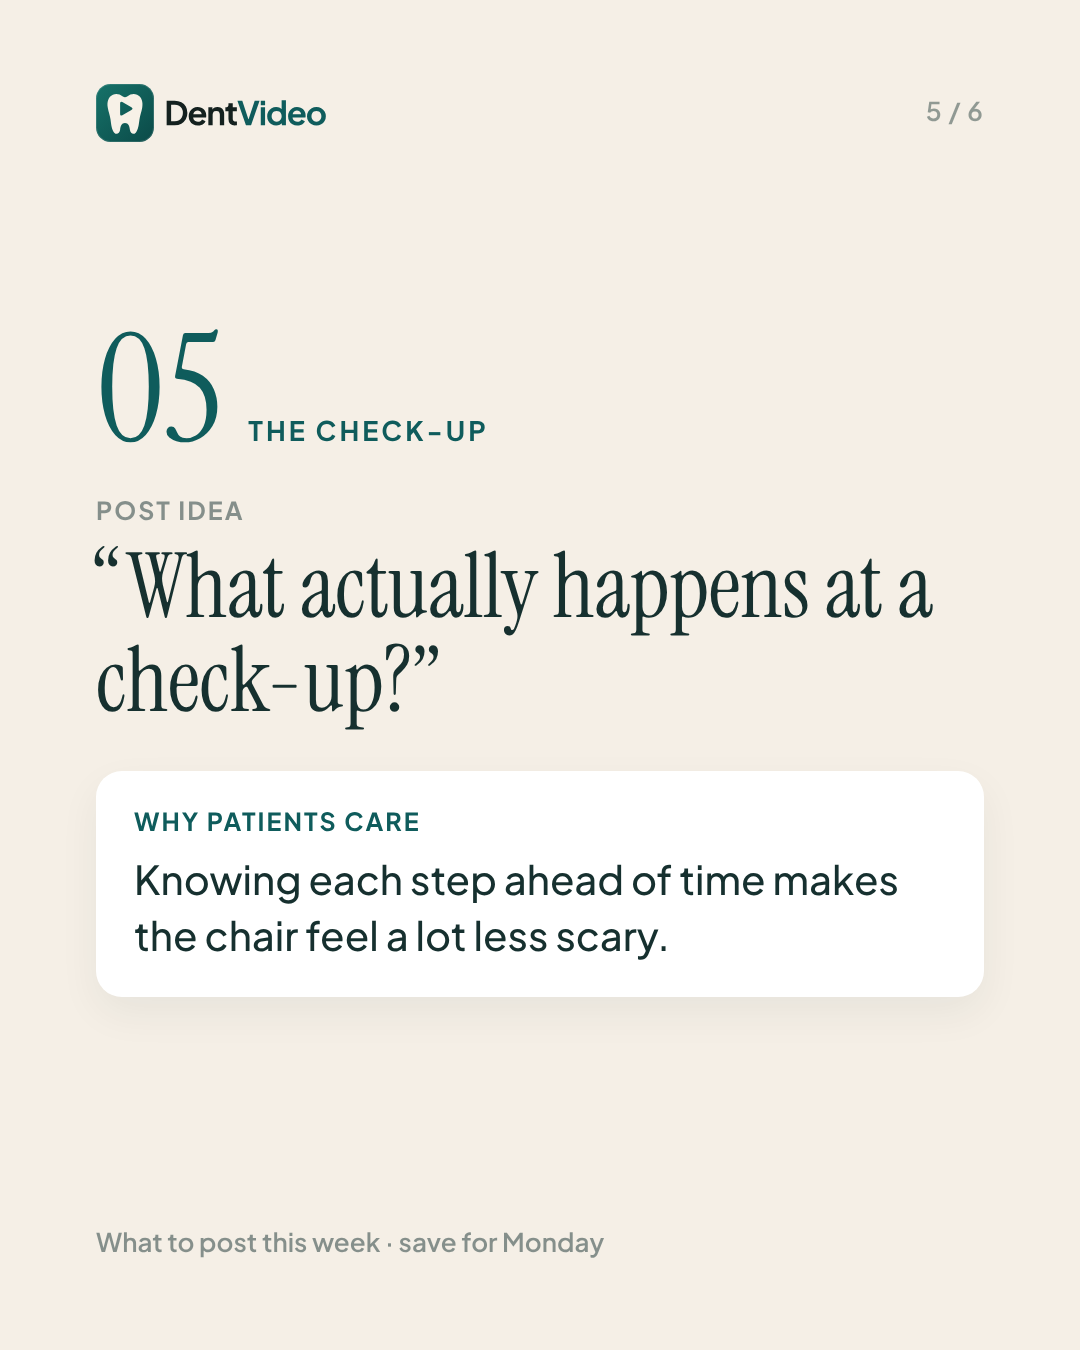 DentVideo
5 / 6
05 THE CHECK-UP
POST IDEA
“What actually happens at a
check-up?”
WHY PATIENTS CARE
Knowing each step ahead of time makes
the chair feel a lot less scary.
What to post this week · save for Monday